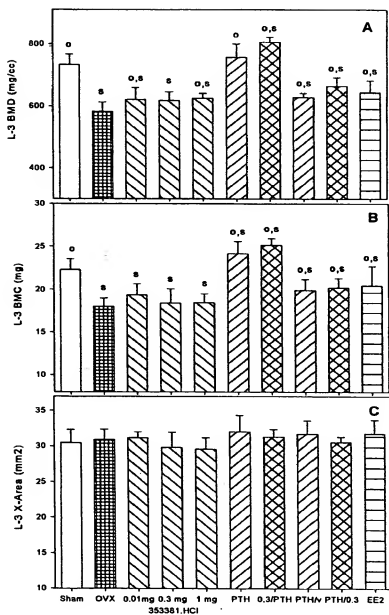 A
L-3 BMD (mg/cc)
800
600
400
o s o,s s o,s o o,s o,s o,s o,s
B
L-3 BMC (mg)
30
25
20
15
o s s s s o,s o,s o,s o,s o,s
C
L-3 X-Area (mm2)
35
30
25
20
15
10
Sham OVX 0.01mg 0.3 mg 1 mg PTH 0.3/PTH PTH/v PTH/0.3 EE2
353381.HCl